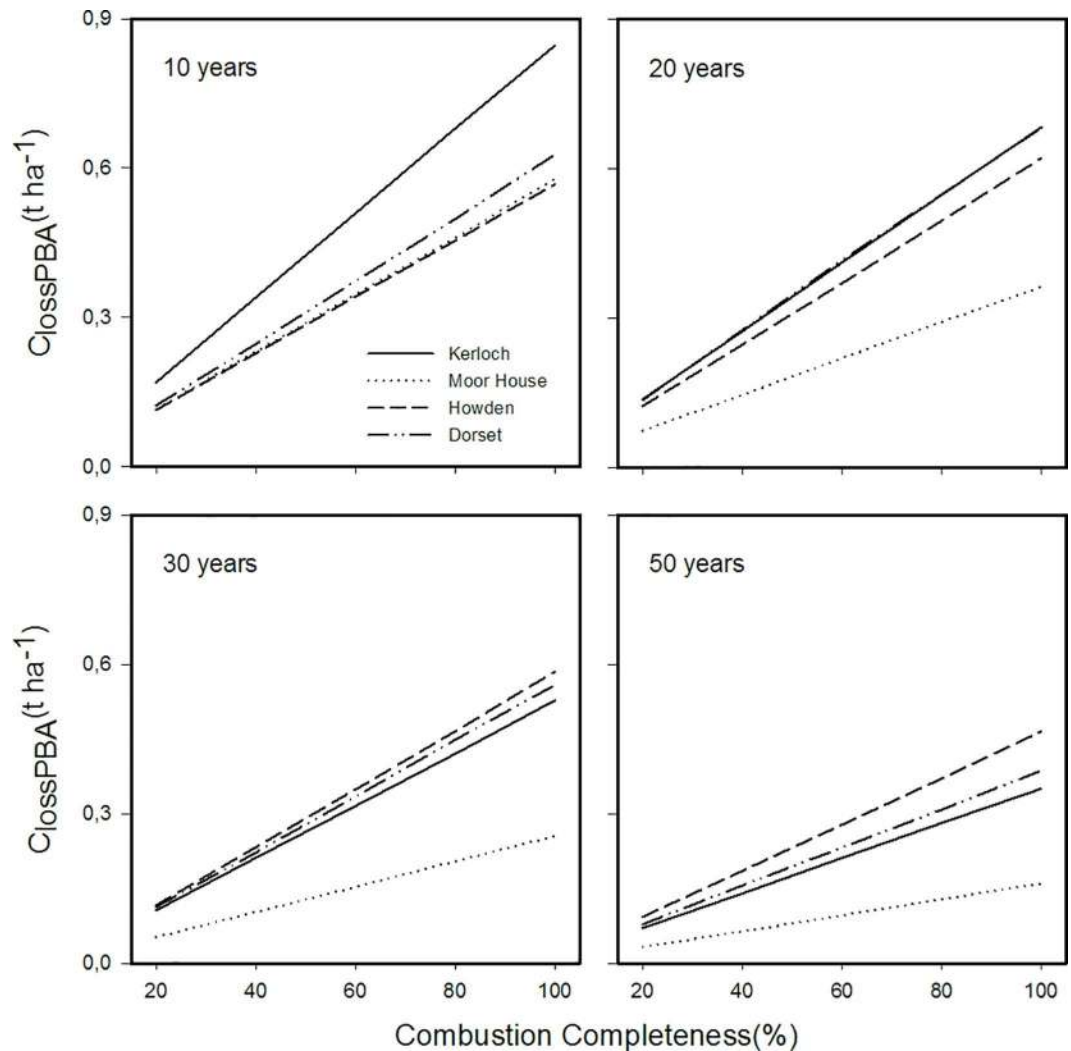 0,9
10 years
0,6
0,3
0,0
ClossPBA(t ha-1)
Kerloch
Moor House
Howden
Dorset
20 years
0,9
30 years
0,6
0,3
0,0
ClossPBA(t ha-1)
20 40 60 80 100
50 years
20 40 60 80 100
Combustion Completeness(%)